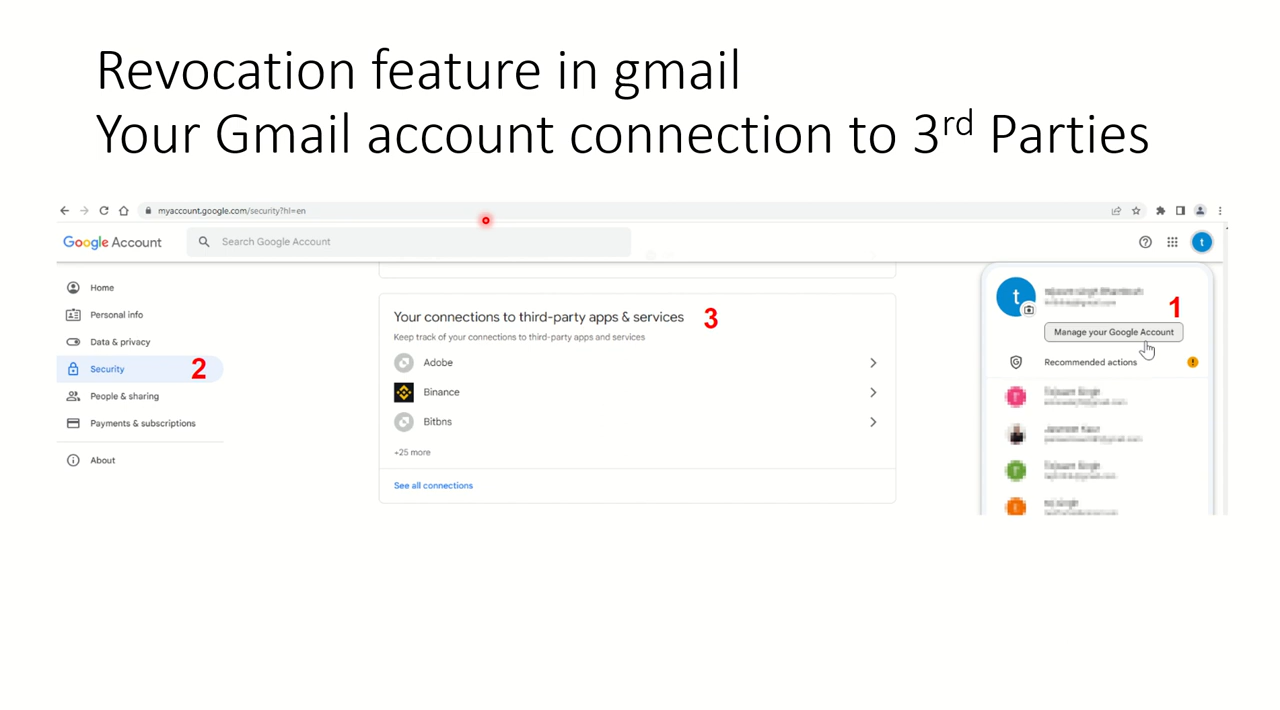 Revocation feature in gmail
Your Gmail account connection to 3rd Parties
myaccount.google.com/security?hl=en
Google Account
Search Google Account
t
Home
Personal info
Data & privacy
Security 2
People & sharing
Payments & subscriptions
About
Your connections to third-party apps & services 3
Keep track of your connections to third-party apps and services
Adobe
Binance
Bitbns
+25 more
See all connections
t
1
Manage your Google Account
Recommended actions